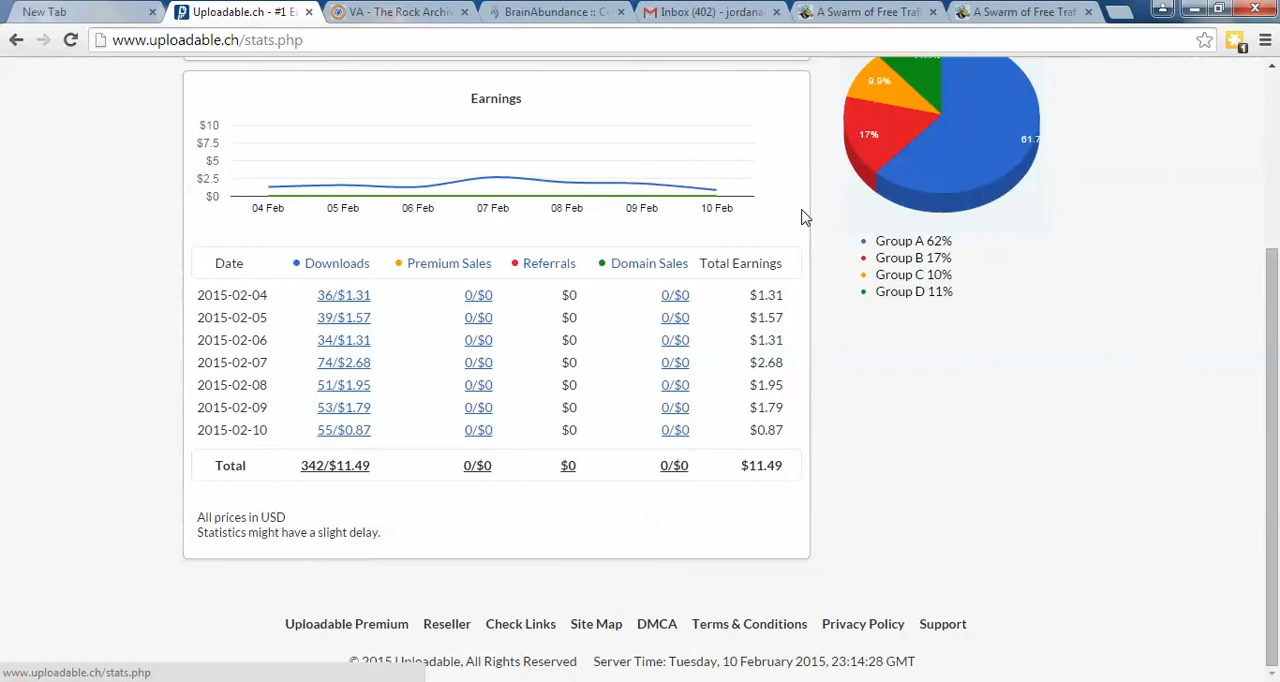 New Tab
Uploadable.ch - #1 E
VA - The Rock Archiv
BrainAbundance :: C
Inbox (402) - jordana
A Swarm of Free Traf
A Swarm of Free Traf
www.uploadable.ch/stats.php
1
Earnings
$10
$7.5
$5
$2.5
$0
04 Feb 05 Feb 06 Feb 07 Feb 08 Feb 09 Feb 10 Feb
9.9%
17%
61.7
Group A 62%
Group B 17%
Group C 10%
Group D 11%
Date Downloads Premium Sales Referrals Domain Sales Total Earnings
2015-02-04 36/$1.31 0/$0 $0 0/$0 $1.31
2015-02-05 39/$1.57 0/$0 $0 0/$0 $1.57
2015-02-06 34/$1.31 0/$0 $0 0/$0 $1.31
2015-02-07 74/$2.68 0/$0 $0 0/$0 $2.68
2015-02-08 51/$1.95 0/$0 $0 0/$0 $1.95
2015-02-09 53/$1.79 0/$0 $0 0/$0 $1.79
2015-02-10 55/$0.87 0/$0 $0 0/$0 $0.87
Total 342/$11.49 0/$0 $0 0/$0 $11.49
All prices in USD
Statistics might have a slight delay.
Uploadable Premium Reseller Check Links Site Map DMCA Terms & Conditions Privacy Policy Support
© 2015 Uploadable, All Rights Reserved Server Time: Tuesday, 10 February 2015, 23:14:28 GMT
www.uploadable.ch/stats.php